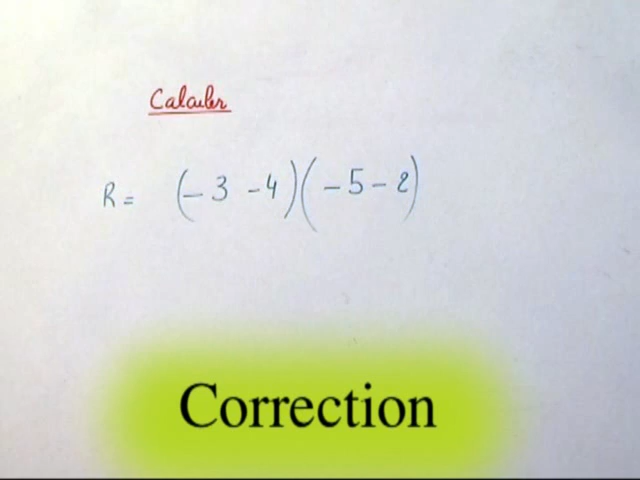 Calculer
R = (-3 -4)(-5-2)
Correction